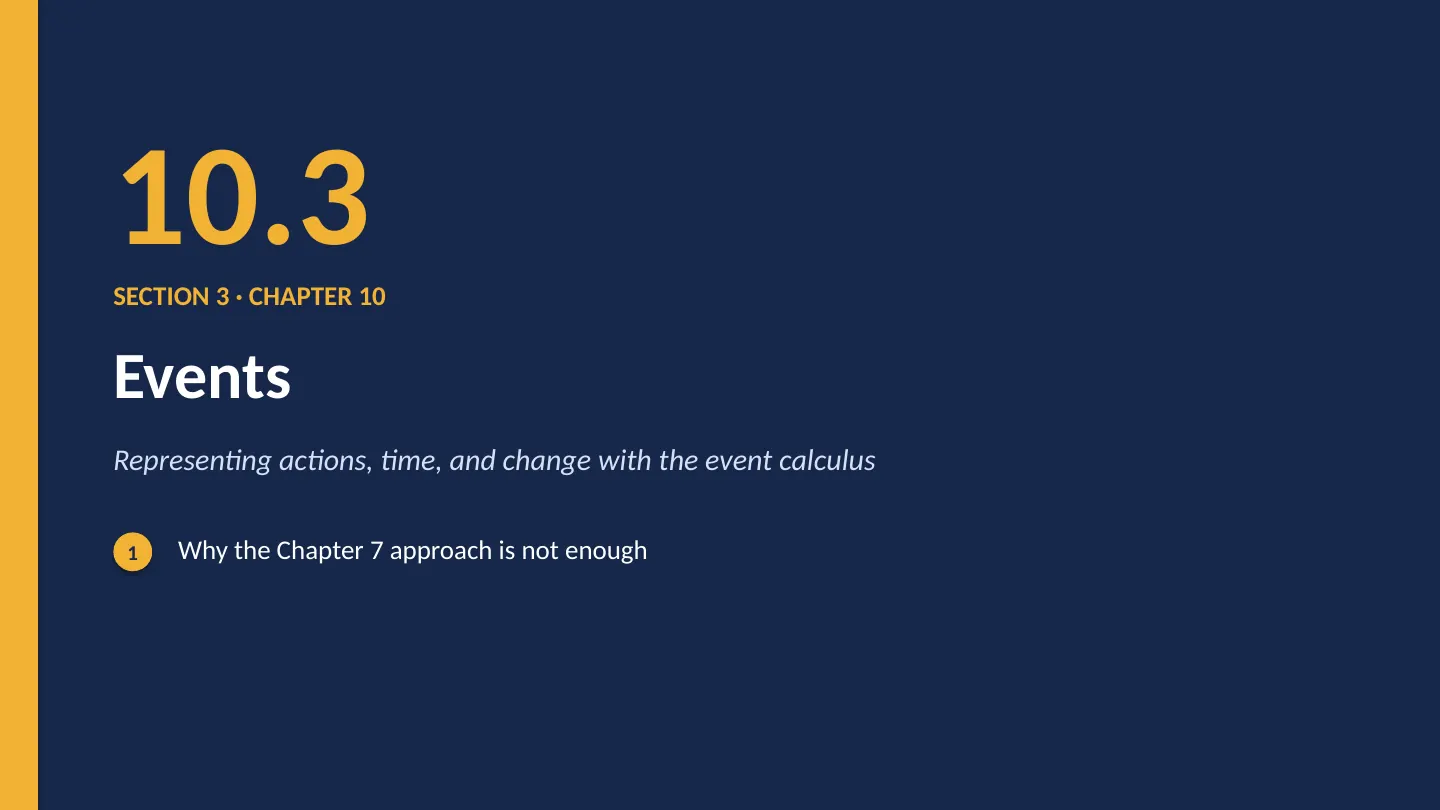 10.3
SECTION 3 · CHAPTER 10
Events
Representing actions, time, and change with the event calculus
1 Why the Chapter 7 approach is not enough